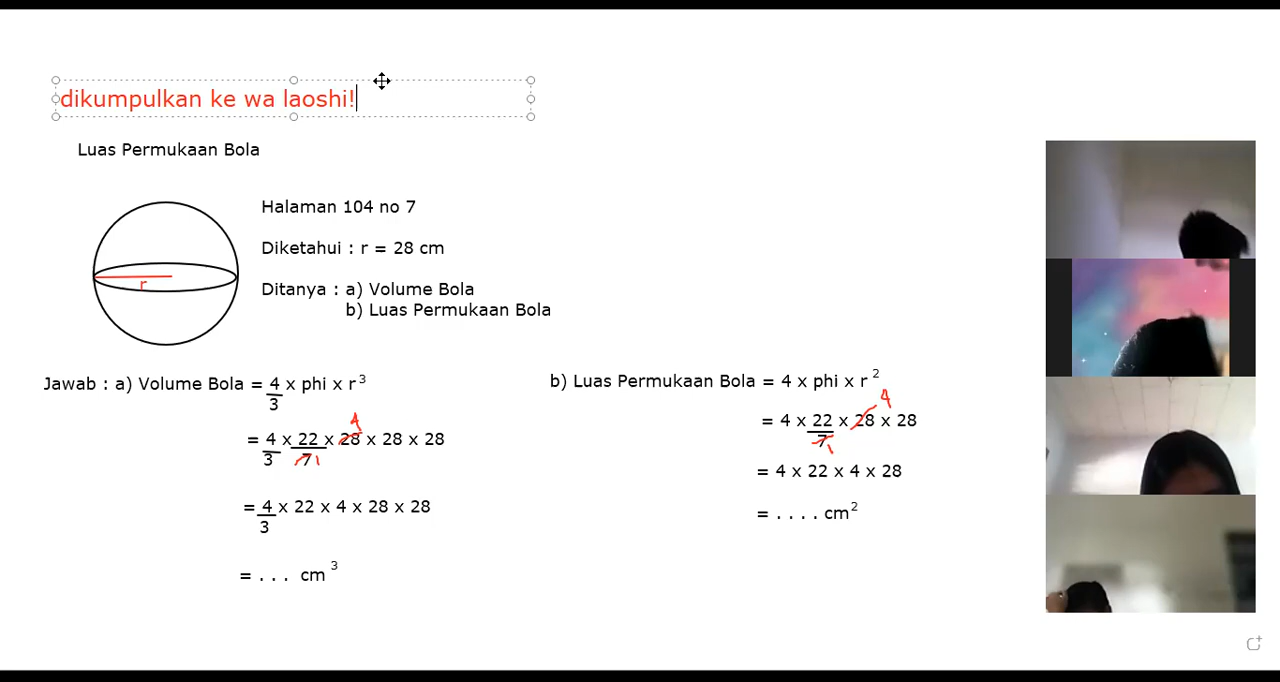 dikumpulkan ke wa laoshi!
Luas Permukaan Bola
r
Halaman 104 no 7
Diketahui : r = 28 cm
Ditanya : a) Volume Bola
b) Luas Permukaan Bola
Jawab : a) Volume Bola = 4/3 x phi x r³
= 4/3 x 22/7 x 28 x 28 x 28
4
1
= 4/3 x 22 x 4 x 28 x 28
= . . . cm³
b) Luas Permukaan Bola = 4 x phi x r²
= 4 x 22/7 x 28 x 28
4
1
= 4 x 22 x 4 x 28
= . . . . cm²